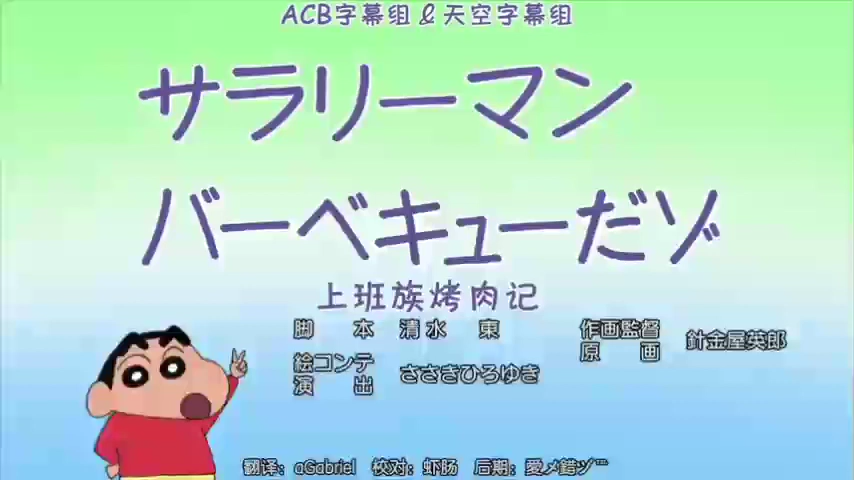 ACB字幕组&天空字幕组
サラリーマン
バーベキューだゾ
上班族烤肉记
脚本 清水 東
絵コンテ
演出 ささきひろゆき
作画監督
原画 針金屋英郎
翻译：aGabriel 校对：虾肠 后期：愛メ錯ヅ™